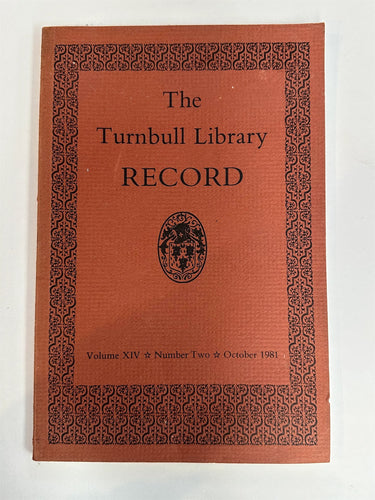 The
Turnbull Library
RECORD
Volume XIV ☆ Number Two ☆ October 1981